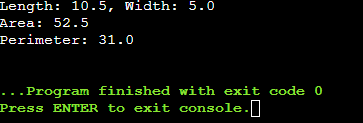 Length: 10.5, Width: 5.0
Area: 52.5
Perimeter: 31.0
...Program finished with exit code 0
Press ENTER to exit console.